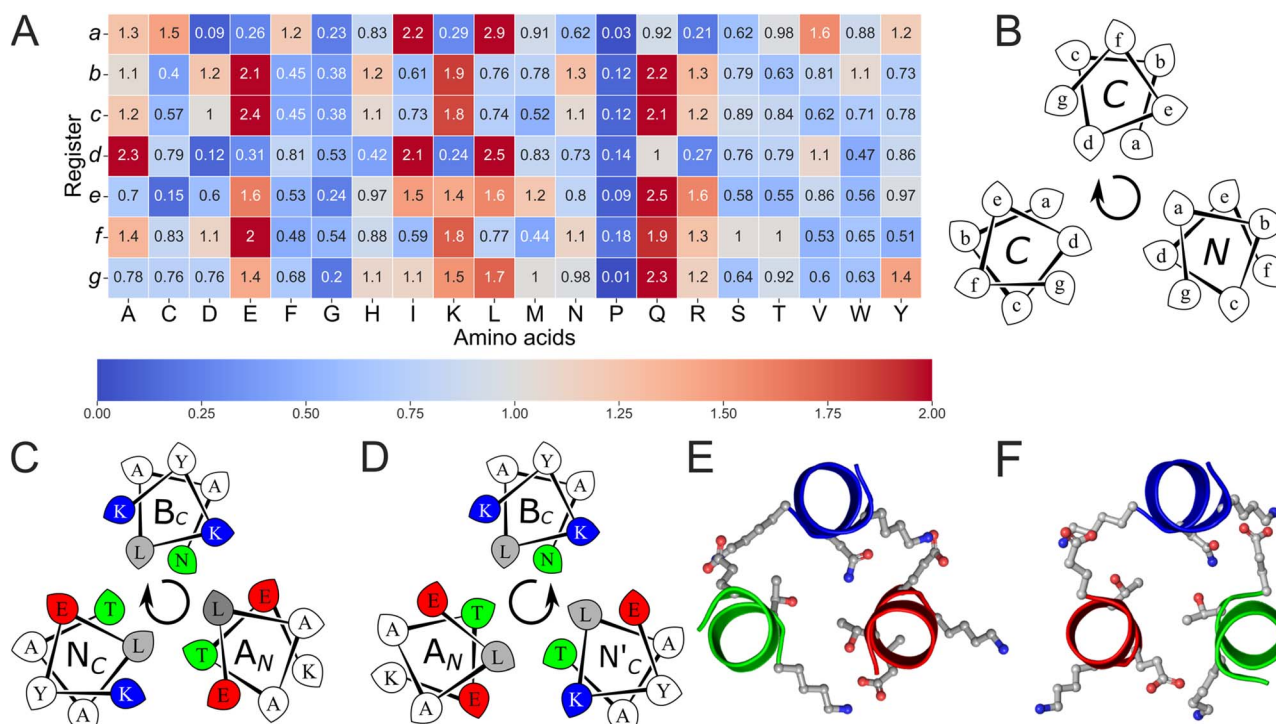 A
Register
a 1.3 1.5 0.09 0.26 1.2 0.23 0.83 2.2 0.29 2.9 0.91 0.62 0.03 0.92 0.21 0.62 0.98 1.6 0.88 1.2
b 1.1 0.4 1.2 2.1 0.45 0.38 1.2 0.61 1.9 0.76 0.78 1.3 0.12 2.2 1.3 0.79 0.63 0.81 1.1 0.73
c 1.2 0.57 1 2.4 0.45 0.38 1.1 0.73 1.8 0.74 0.52 1.1 0.06 2.1 1.2 0.89 0.84 0.62 0.71 0.78
d 2.3 0.79 0.12 0.31 0.81 0.53 0.42 2.1 0.24 2.5 0.83 0.73 0.14 1 0.27 0.76 0.79 1.1 0.47 0.86
e 0.7 0.15 0.6 1.6 0.53 0.24 0.97 1.5 1.4 1.6 1.2 0.8 0.09 2.5 1.6 0.58 0.55 0.86 0.56 0.97
f 1.4 0.83 1.1 2 0.48 0.54 0.88 0.59 1.8 0.77 0.44 1.1 0.18 1.9 1.3 1 1 0.53 0.65 0.51
g 0.78 0.76 0.76 1.4 0.68 0.2 1.1 1.1 1.5 1.7 1 0.98 0.01 2.3 1.2 0.64 0.92 0.6 0.63 1.4
A C D E F G H I K L M N P Q R S T V W Y
Amino acids
0.00 0.25 0.50 0.75 1.00 1.25 1.50 1.75 2.00
B
f
c b
g C e
d a
e a
b C d
f g
c
a b
d N e
g f
c
C
Y
A A
K B_C K
L N
E T
A N_C L
Y K
A
L E
A
T A_N K
E A
D
Y
A A
K B_C K
L N
E T
A A_N L
K E
A
L E
T N'_C A
K Y
A
E
F